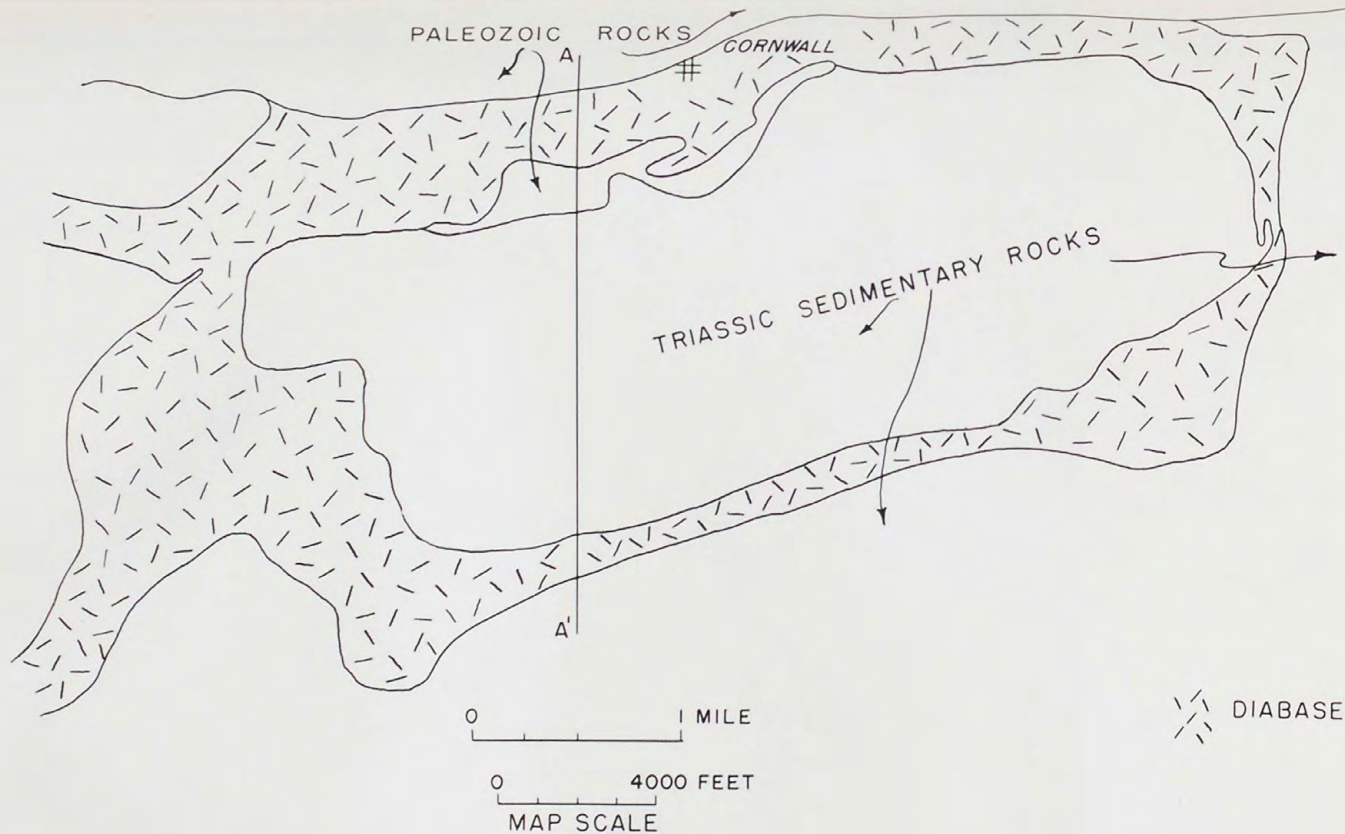 PALEOZOIC ROCKS
CORNWALL
A
TRIASSIC SEDIMENTARY ROCKS
A'
0 1 MILE
0 4000 FEET
MAP SCALE
DIABASE